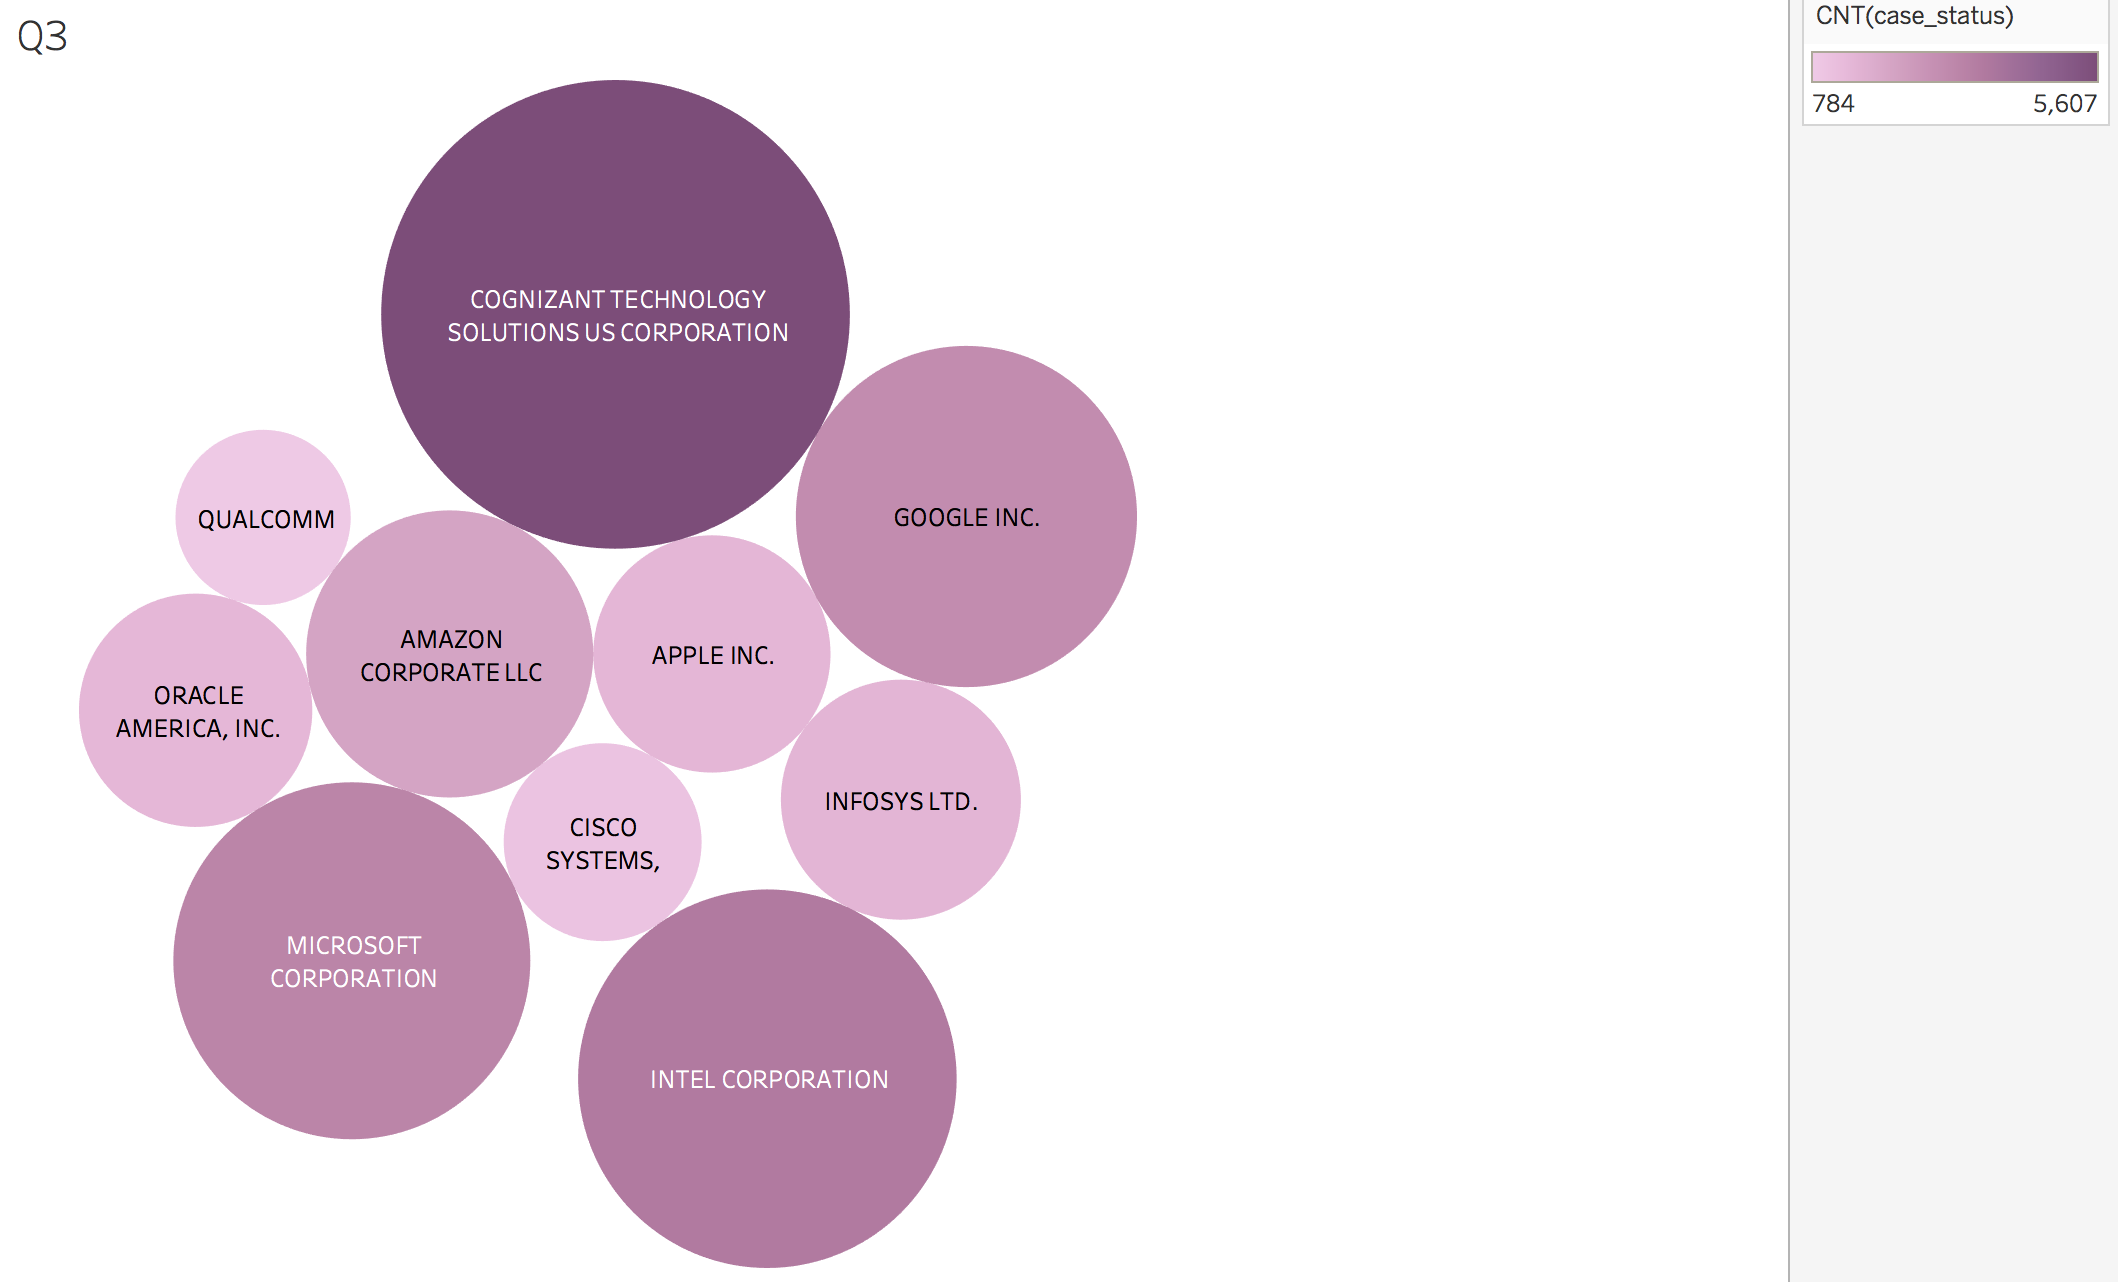 Q3
COGNIZANT TECHNOLOGY
SOLUTIONS US CORPORATION
GOOGLE INC.
QUALCOMM
AMAZON
CORPORATE LLC
APPLE INC.
ORACLE
AMERICA, INC.
INFOSYS LTD.
CISCO
SYSTEMS,
MICROSOFT
CORPORATION
INTEL CORPORATION
CNT(case_status)
784 5,607